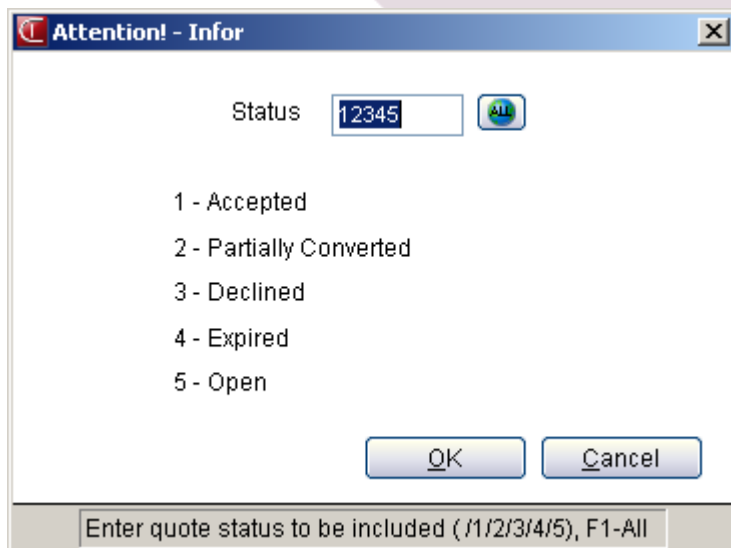 Attention! - Infor
Status 12345 ALL
1 - Accepted
2 - Partially Converted
3 - Declined
4 - Expired
5 - Open
OK Cancel
Enter quote status to be included ( /1/2/3/4/5), F1-All